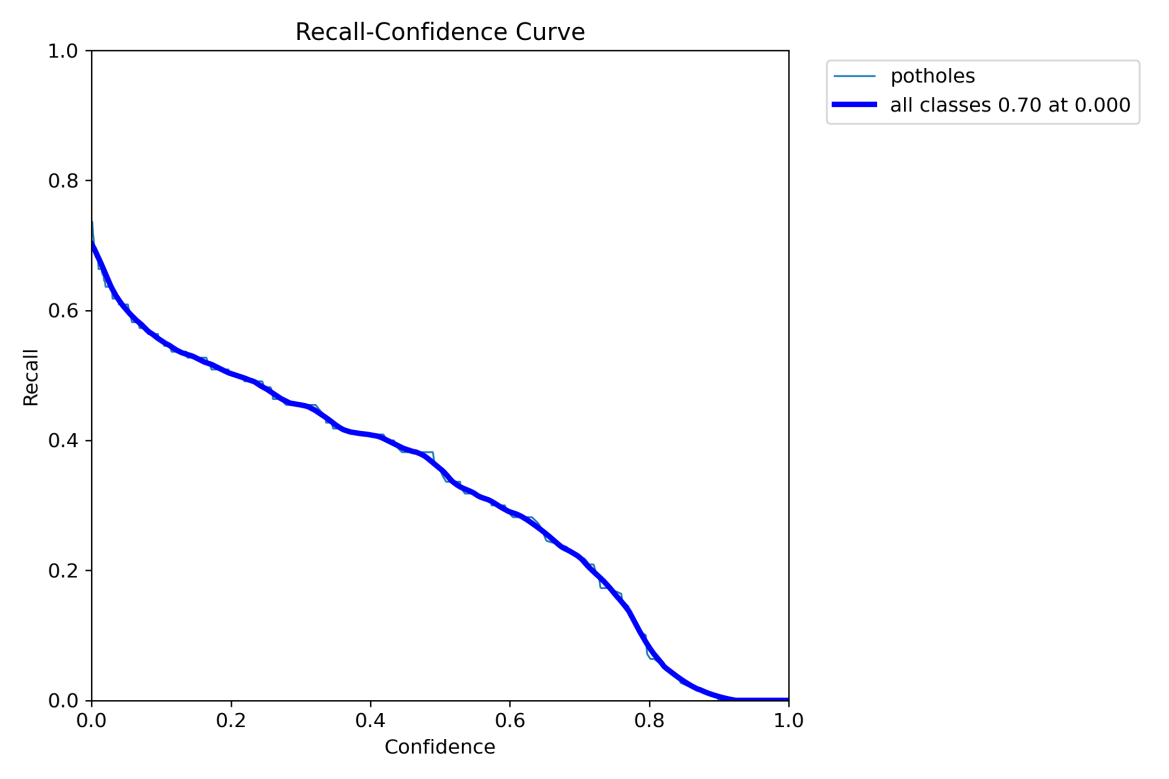 Recall-Confidence Curve
1.0
0.8
0.6
0.4
0.2
0.0
Recall
0.0 0.2 0.4 0.6 0.8 1.0
Confidence
potholes
all classes 0.70 at 0.000